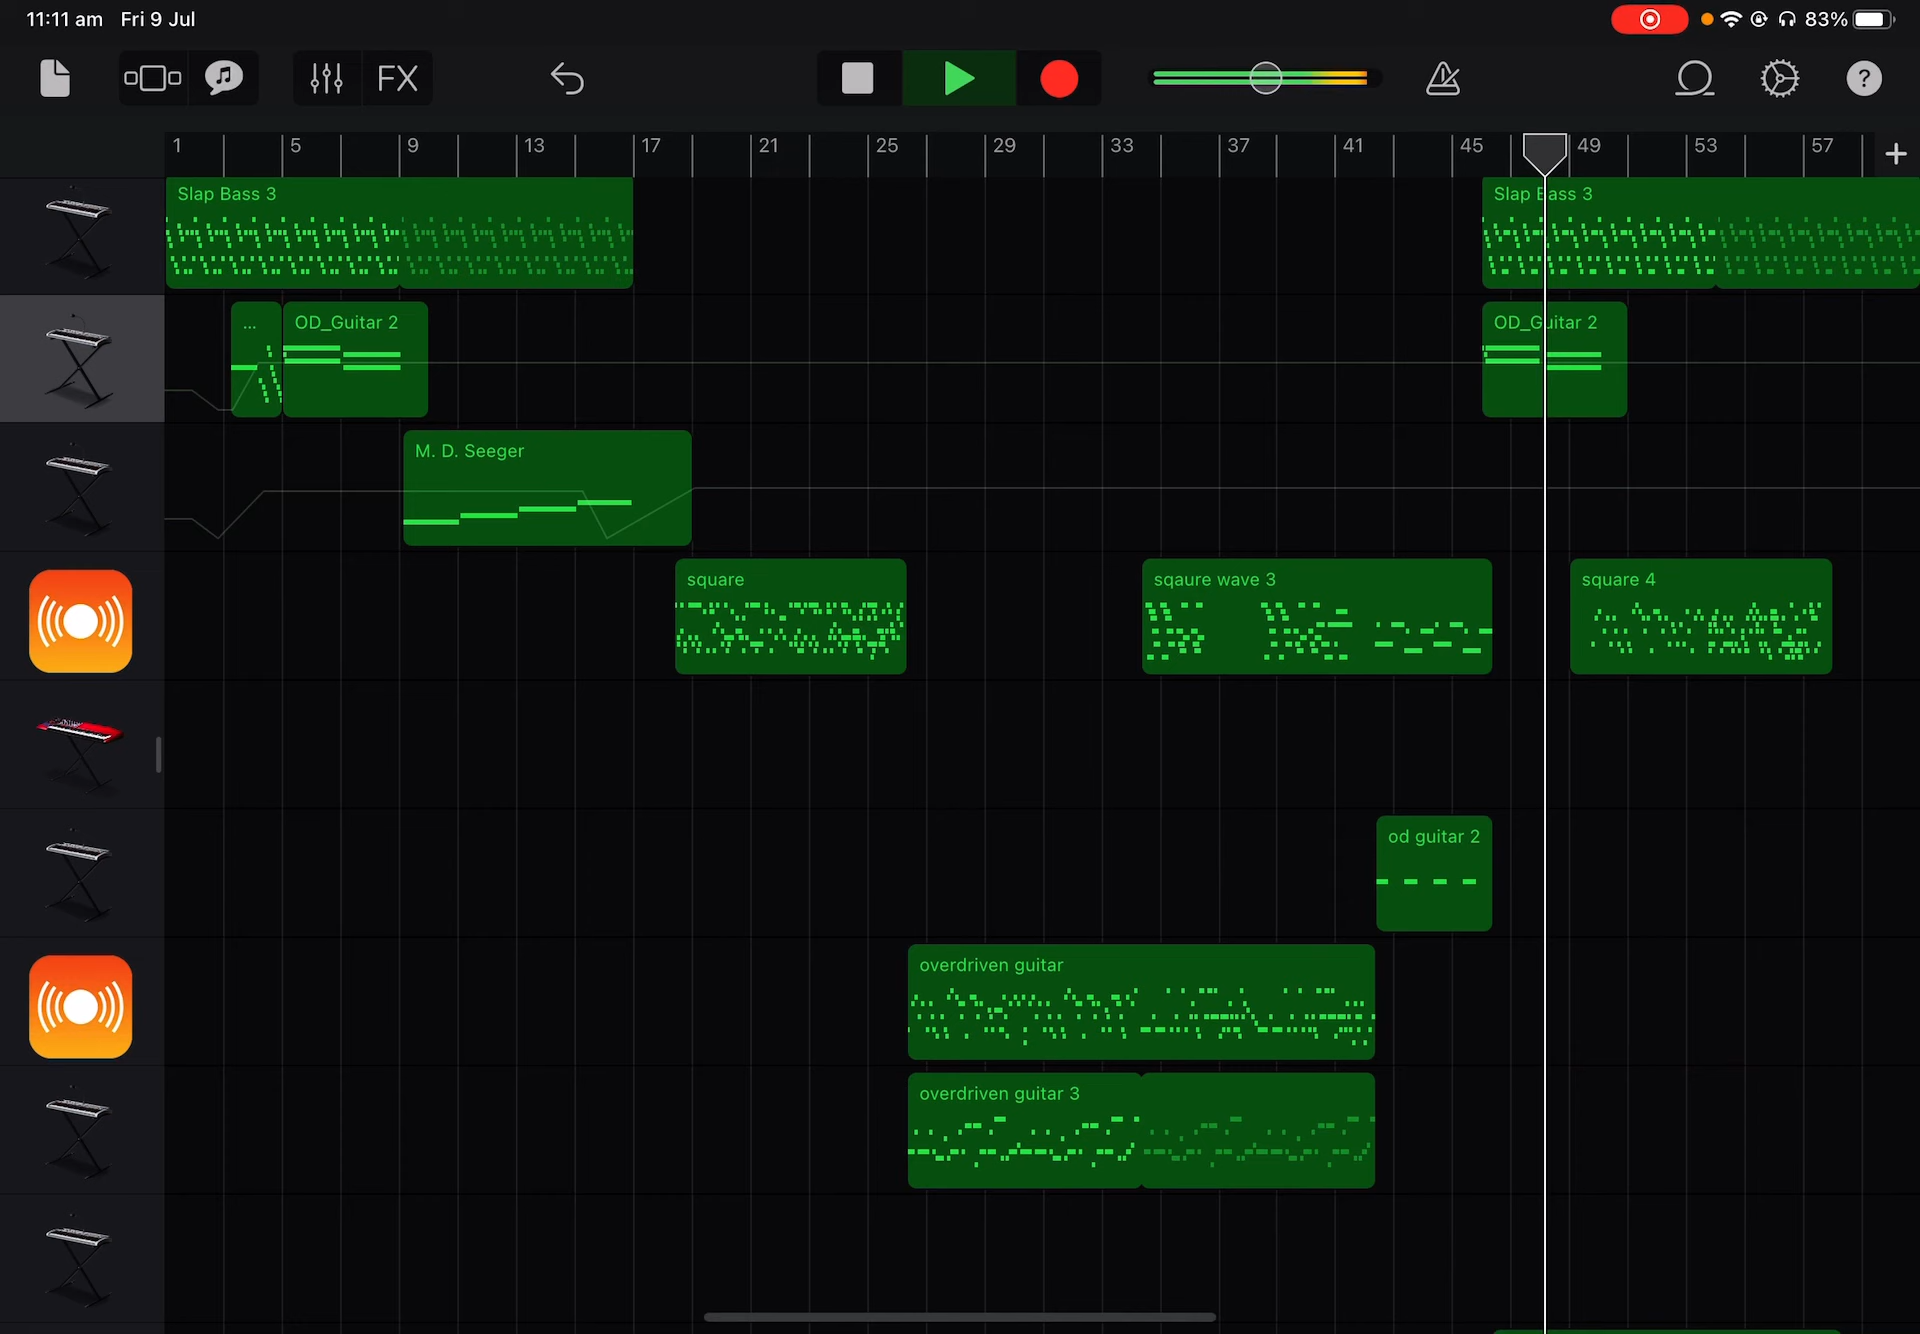 11:11 am Fri 9 Jul 83%
FX ?
1 5 9 13 17 21 25 29 33 37 41 45 49 53 57 +
Slap Bass 3 Slap Bass 3
... OD_Guitar 2 OD_Guitar 2
M. D. Seeger
square sqaure wave 3 square 4
od guitar 2
overdriven guitar
overdriven guitar 3